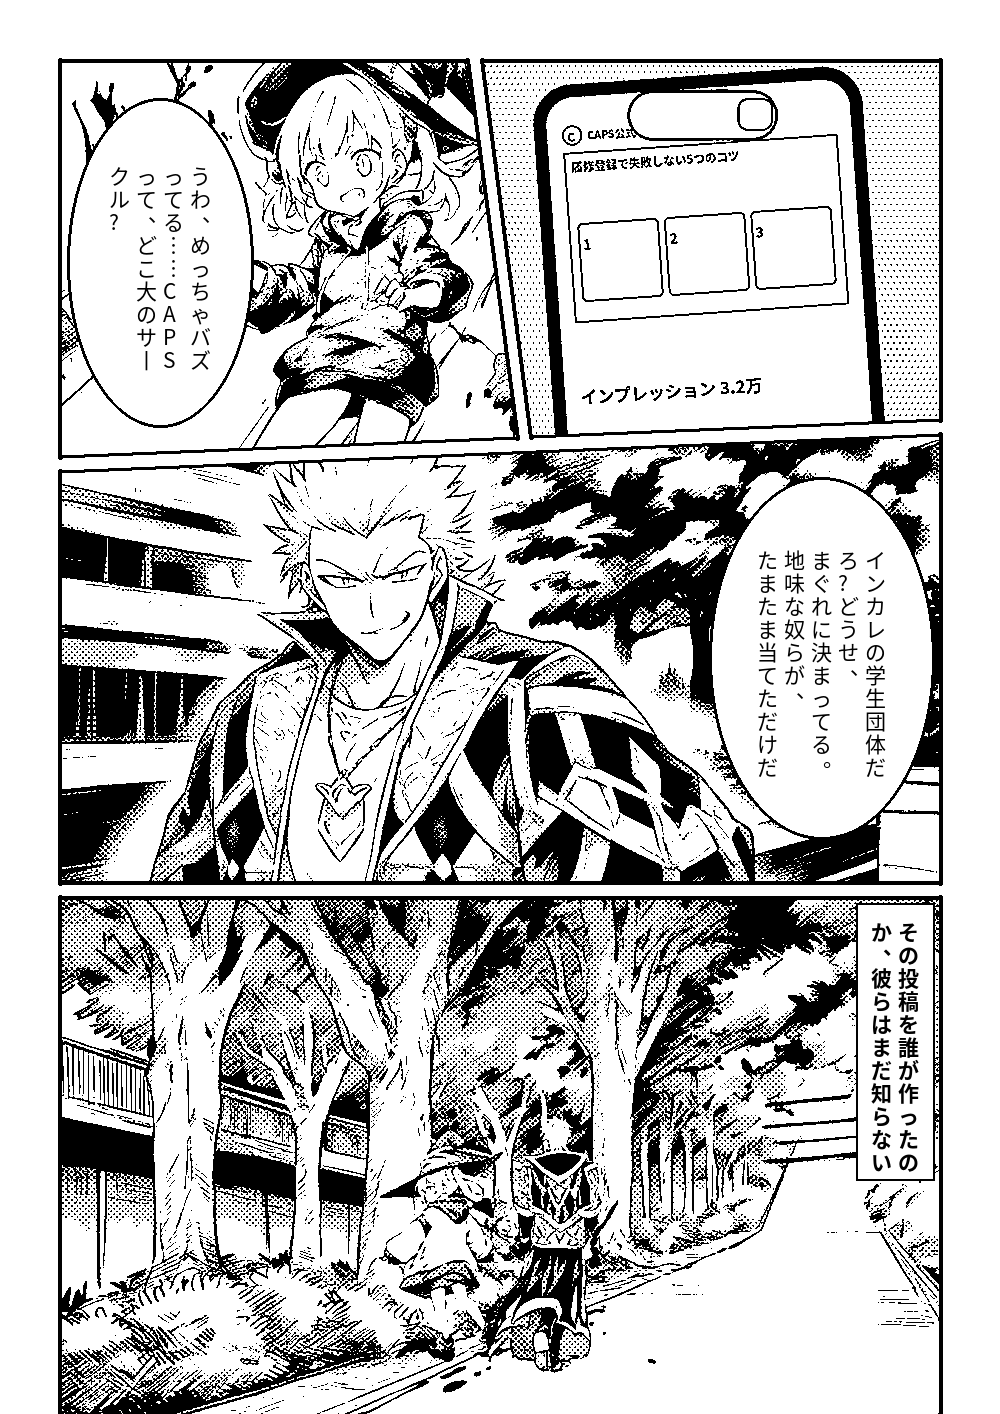 CAPS公式
履修登録で失敗しない5つのコツ
1
2
3
インプレッション 3.2万
うわ、めっちゃバズ
ってる……CAPS
って、どこ大のサー
クル?
インカレの学生団体だ
ろ?どうせ、
まぐれに決まってる。
地味な奴らが、
たまたま当てただけだ
その投稿を誰が作ったの
か、彼らはまだ知らない